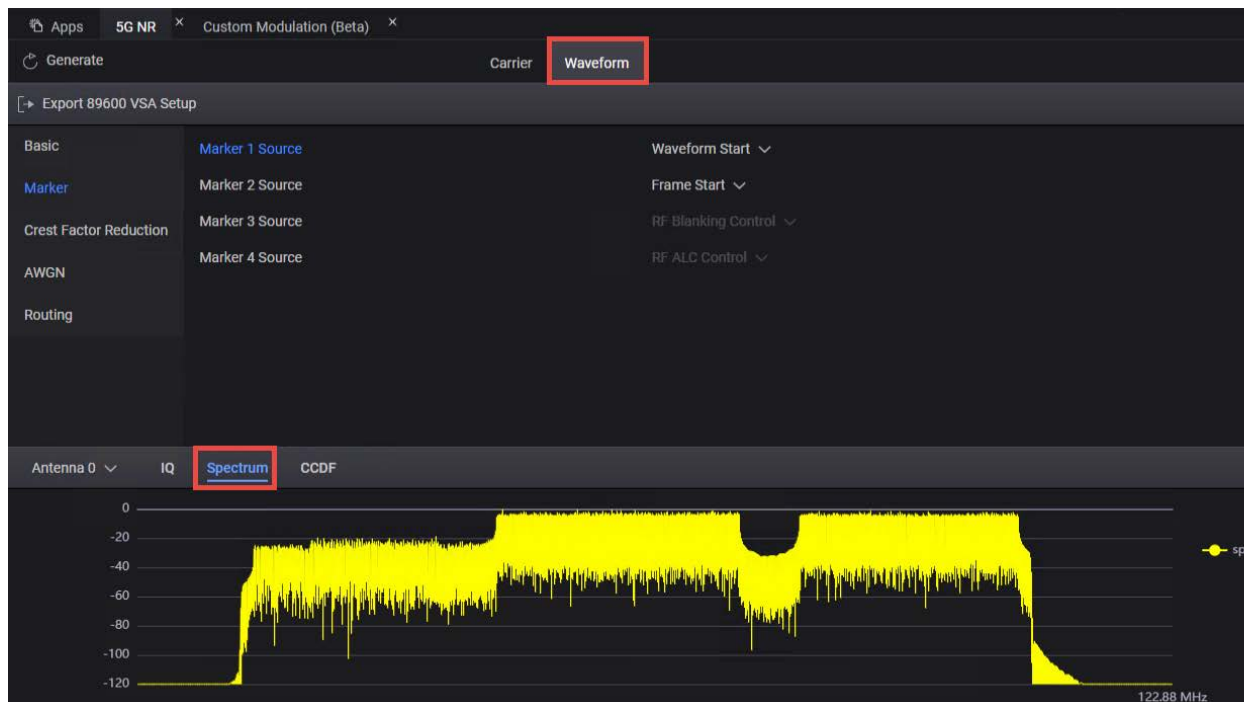 Apps 5G NR × Custom Modulation (Beta) ×
Generate Carrier Waveform
Export 89600 VSA Setup
Basic Marker 1 Source Waveform Start
Marker Marker 2 Source Frame Start
Crest Factor Reduction Marker 3 Source RF Blanking Control
AWGN Marker 4 Source RF ALC Control
Routing
Antenna 0 IQ Spectrum CCDF
0
-20
sp
-40
-60
-80
-100
-120
122.88 MHz